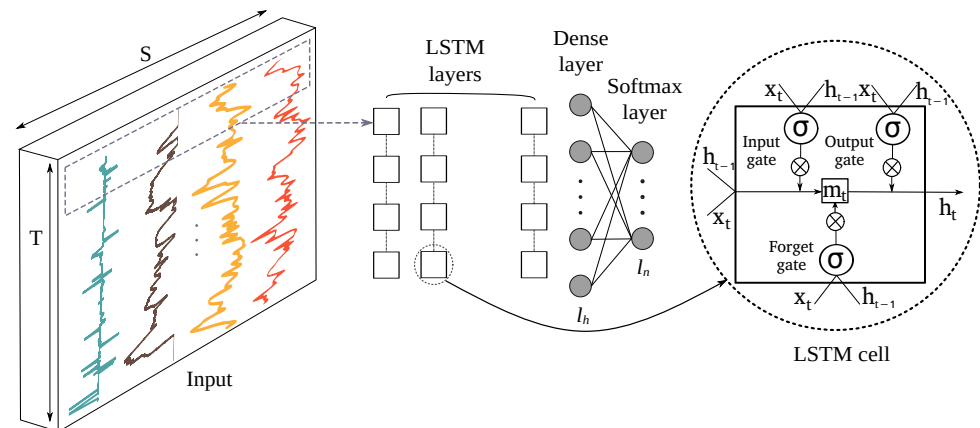 S
T
Input
LSTM
layers
Dense
layer
Softmax
layer
l_h
l_n
x_t h_{t-1} x_t h_{t-1}
σ σ
Input
gate
Output
gate
h_{t-1}
x_t
m_t
h_t
Forget
gate
σ
x_t h_{t-1}
LSTM cell